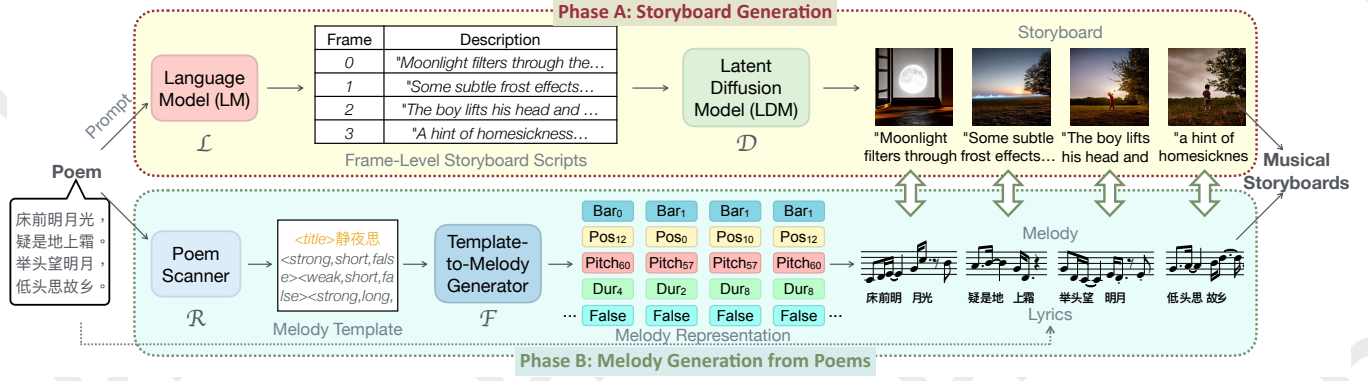 Phase A: Storyboard Generation
Prompt
Language
Model (LM)
ℒ
Frame Description
0 "Moonlight filters through the...
1 "Some subtle frost effects...
2 "The boy lifts his head and ...
3 "A hint of homesickness...
Frame-Level Storyboard Scripts
Latent
Diffusion
Model (LDM)
𝒟
Storyboard
"Moonlight
filters through
"Some subtle
frost effects...
"The boy lifts
his head and
"a hint of
homesicknes
Musical
Storyboards
Poem
床前明月光，
疑是地上霜。
举头望明月，
低头思故乡。
Poem
Scanner
ℛ
<title>静夜思
<strong,short,fals
e><weak,short,fa
lse><strong,long,
Melody Template
Template-
to-Melody
Generator
ℱ
Bar₀ Bar₁ Bar₁ Bar₁
Pos₁₂ Pos₀ Pos₁₀ Pos₁₂
Pitch₆₀ Pitch₅₇ Pitch₅₇ Pitch₆₀
Dur₄ Dur₂ Dur₈ Dur₈
... False False False False ...
Melody Representation
Melody
床前明 月光 疑是地 上霜 举头望 明月 低头思 故乡
Lyrics
Phase B: Melody Generation from Poems